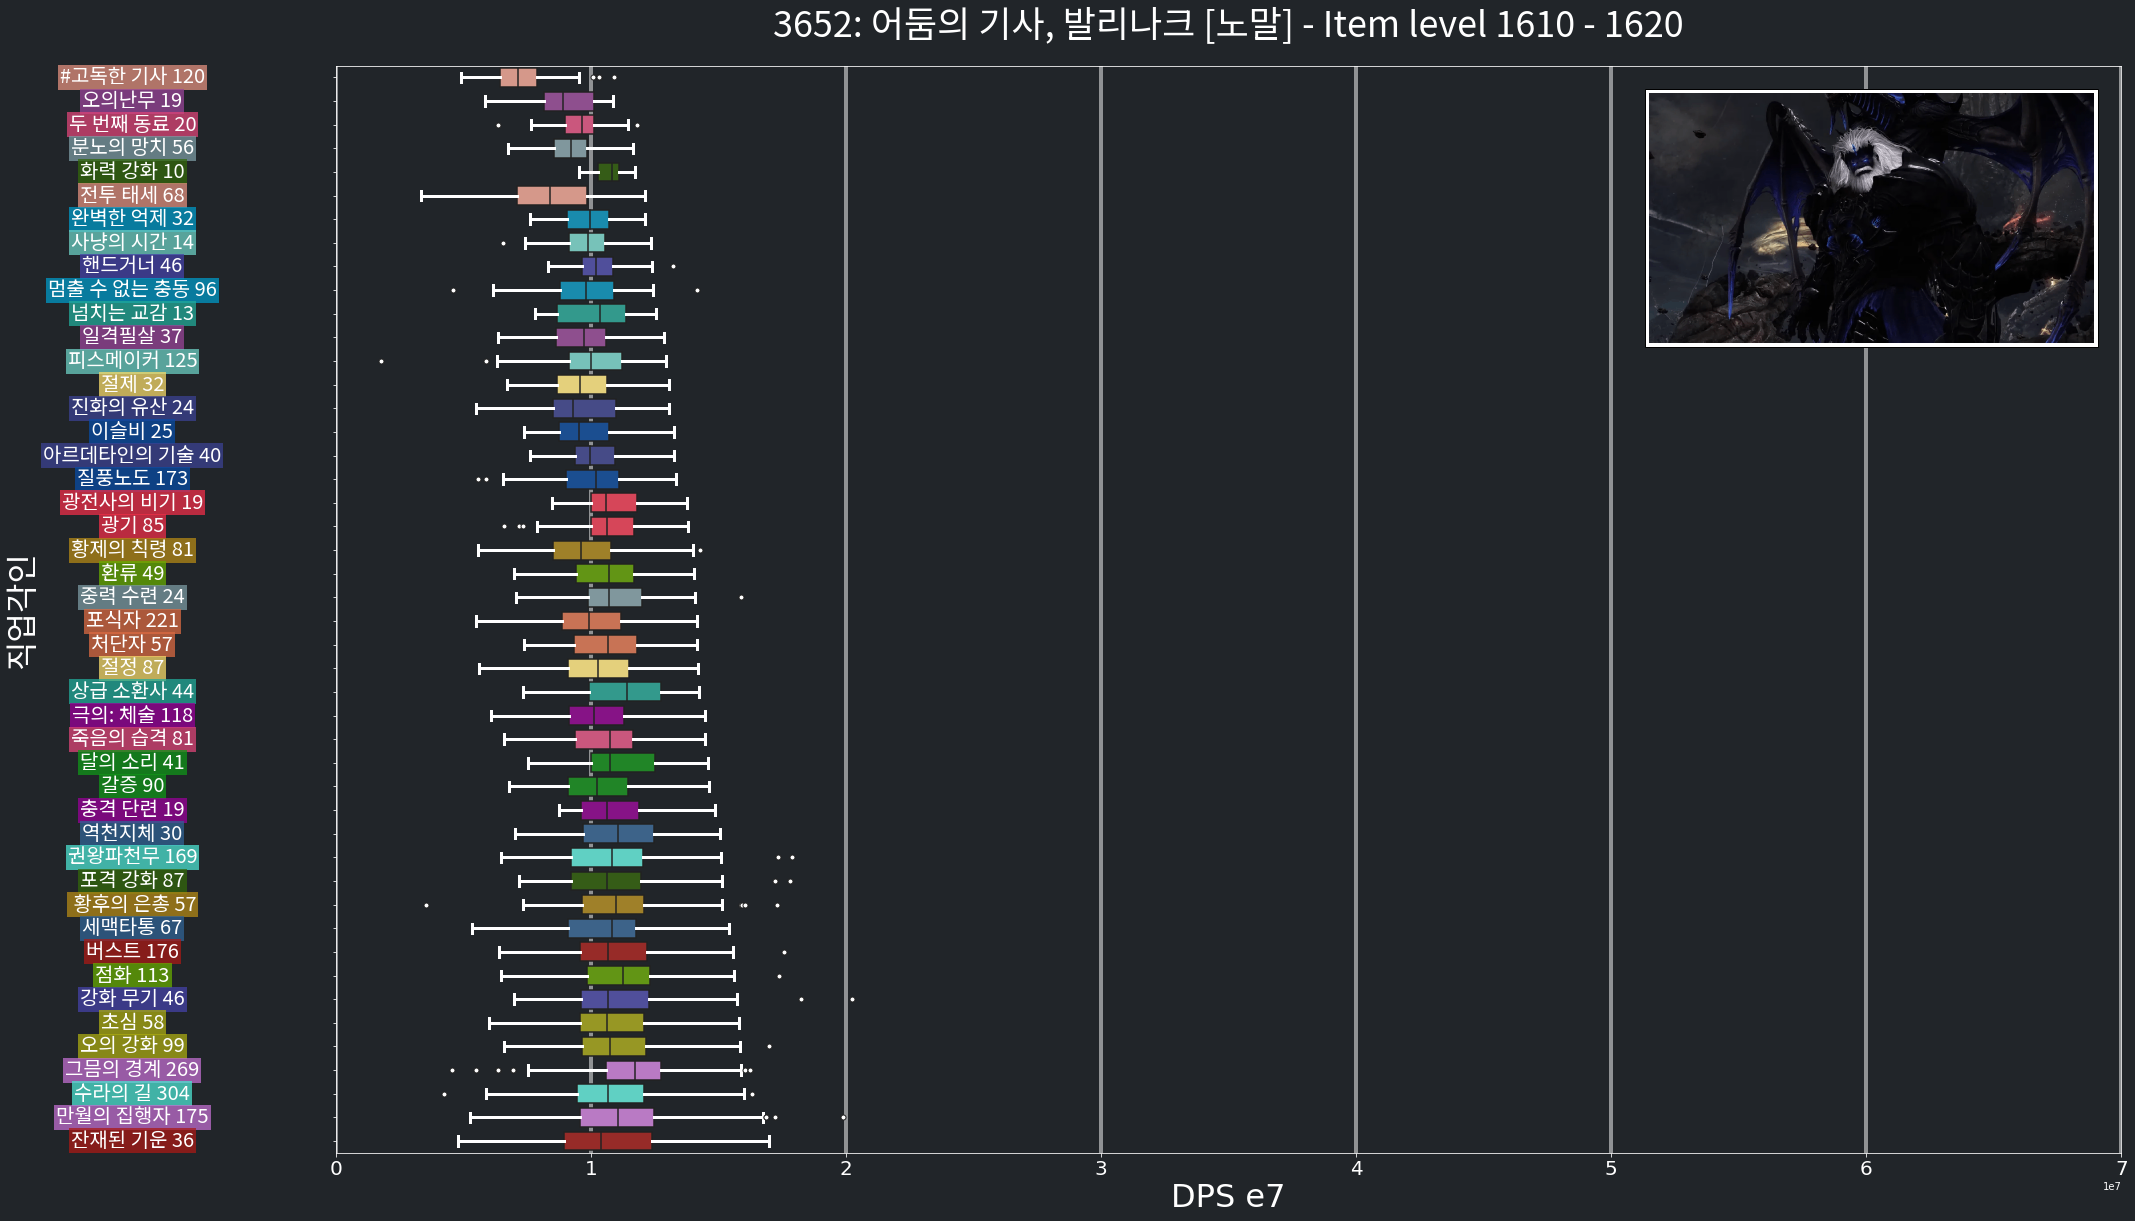 3652: 어둠의 기사, 발리나크 [노말] - Item level 1610 - 1620
직업각인
#고독한 기사 120
오의난무 19
두 번째 동료 20
분노의 망치 56
화력 강화 10
전투 태세 68
완벽한 억제 32
사냥의 시간 14
핸드거너 46
멈출 수 없는 충동 96
넘치는 교감 13
일격필살 37
피스메이커 125
절제 32
진화의 유산 24
이슬비 25
아르데타인의 기술 40
질풍노도 173
광전사의 비기 19
광기 85
황제의 칙령 81
환류 49
중력 수련 24
포식자 221
처단자 57
절정 87
상급 소환사 44
극의: 체술 118
죽음의 습격 81
달의 소리 41
갈증 90
충격 단련 19
역천지체 30
권왕파천무 169
포격 강화 87
황후의 은총 57
세맥타통 67
버스트 176
점화 113
강화 무기 46
초심 58
오의 강화 99
그믐의 경계 269
수라의 길 304
만월의 집행자 175
잔재된 기운 36
0 1 2 3 4 5 6 7
1e7
DPS e7